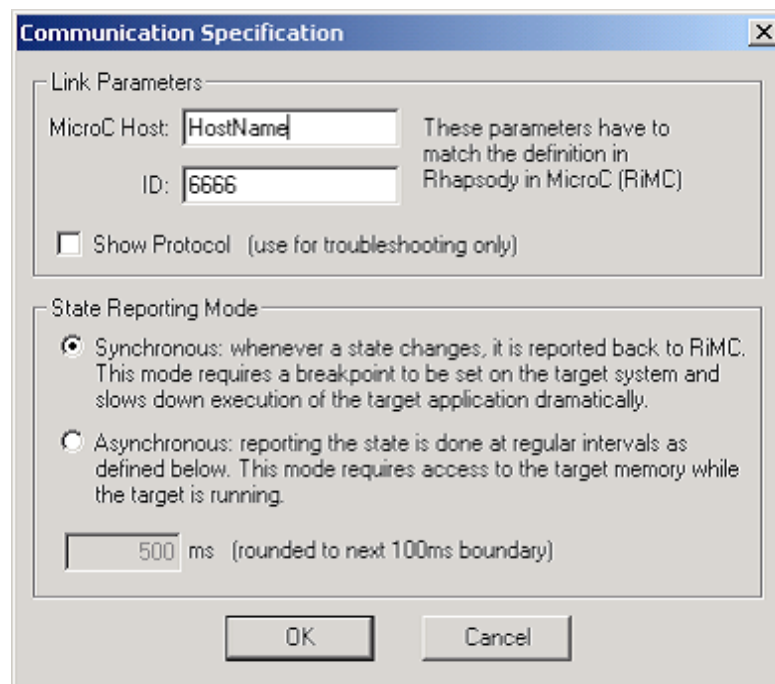 Communication Specification
Link Parameters
MicroC Host: HostName
These parameters have to
match the definition in
Rhapsody in MicroC (RiMC)
ID: 6666
Show Protocol (use for troubleshooting only)
State Reporting Mode
Synchronous: whenever a state changes, it is reported back to RiMC.
This mode requires a breakpoint to be set on the target system and
slows down execution of the target application dramatically.
Asynchronous: reporting the state is done at regular intervals as
defined below. This mode requires access to the target memory while
the target is running.
500 ms (rounded to next 100ms boundary)
OK
Cancel